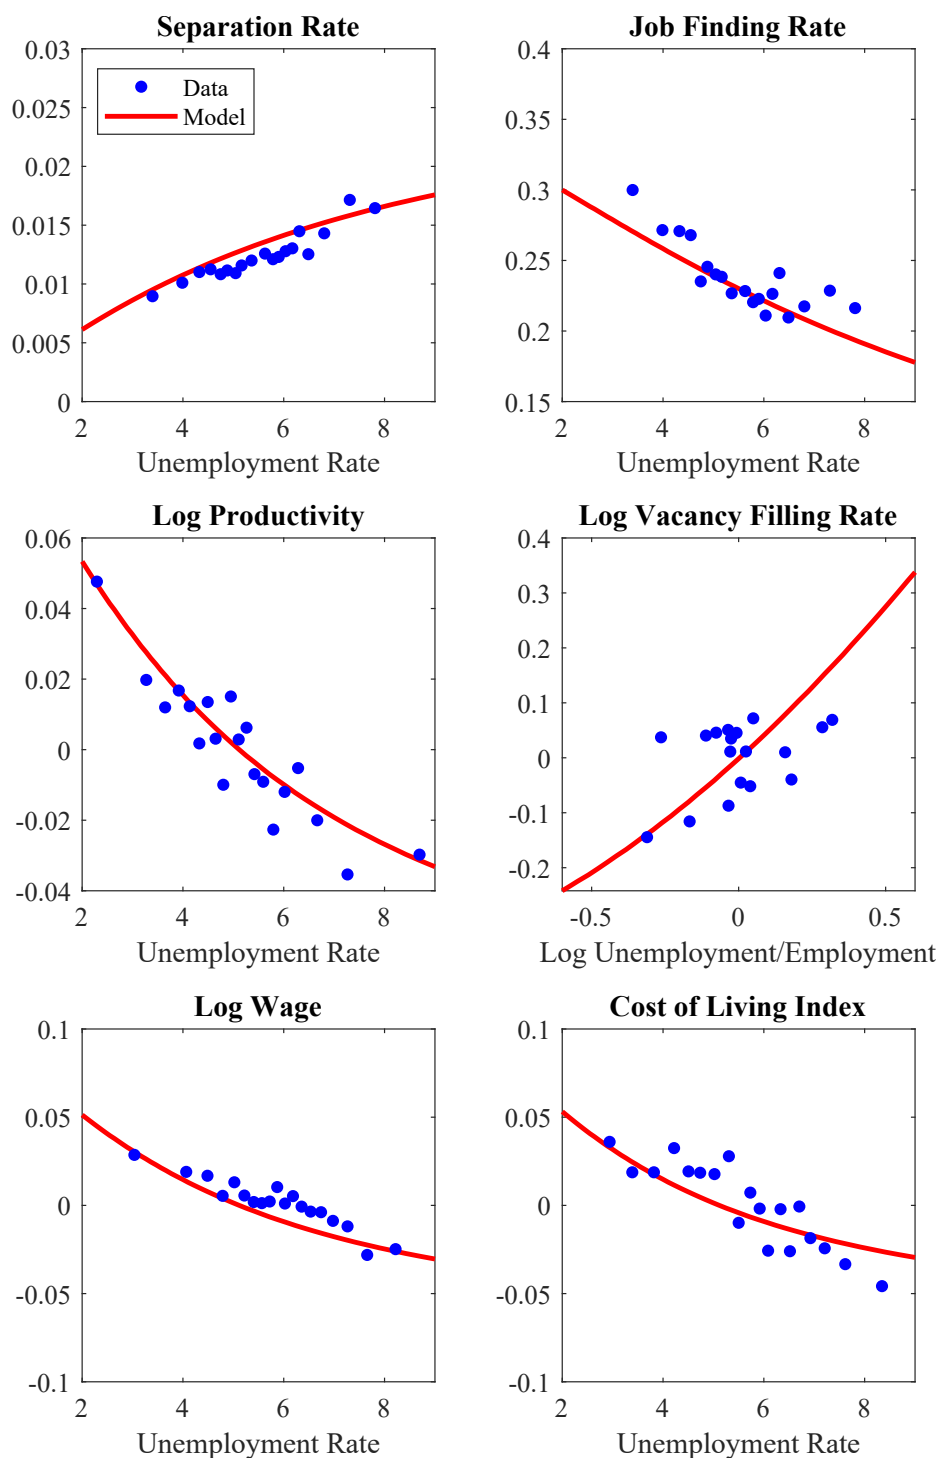 Separation Rate
0.03
0.025
0.02
0.015
0.01
0.005
0
Data
Model
2 4 6 8
Unemployment Rate
Job Finding Rate
0.4
0.35
0.3
0.25
0.2
0.15
2 4 6 8
Unemployment Rate
Log Productivity
0.06
0.04
0.02
0
-0.02
-0.04
2 4 6 8
Unemployment Rate
Log Vacancy Filling Rate
0.4
0.3
0.2
0.1
0
-0.1
-0.2
-0.5 0 0.5
Log Unemployment/Employment
Log Wage
0.1
0.05
0
-0.05
-0.1
2 4 6 8
Unemployment Rate
Cost of Living Index
0.1
0.05
0
-0.05
-0.1
2 4 6 8
Unemployment Rate